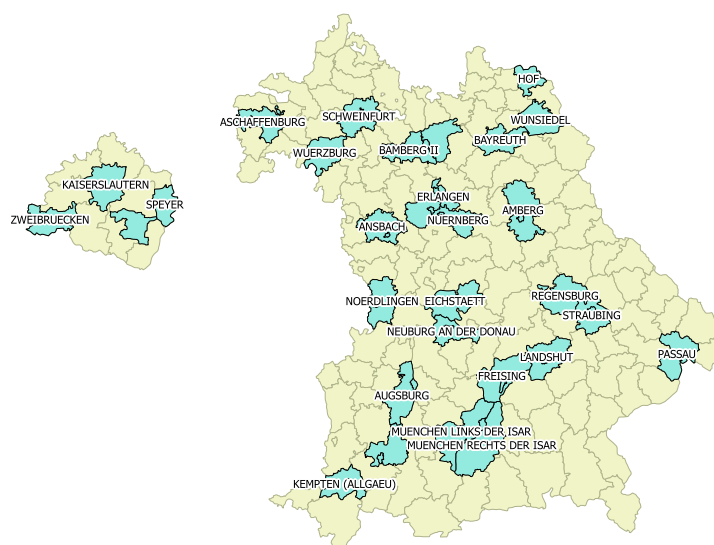 HOF
ASCHAFFENBURG
SCHWEINFURT
WUNSIEDEL
BAYREUTH
WUERZBURG
BAMBERG II
KAISERSLAUTERN
SPEYER
ZWEIBRUECKEN
ERLANGEN
AMBERG
NUERNBERG
ANSBACH
NOERDLINGEN
EICHSTAETT
REGENSBURG
STRAUBING
NEUBURG AN DER DONAU
LANDSHUT
PASSAU
FREISING
AUGSBURG
MUENCHEN LINKS DER ISAR
MUENCHEN RECHTS DER ISAR
KEMPTEN (ALLGAEU)